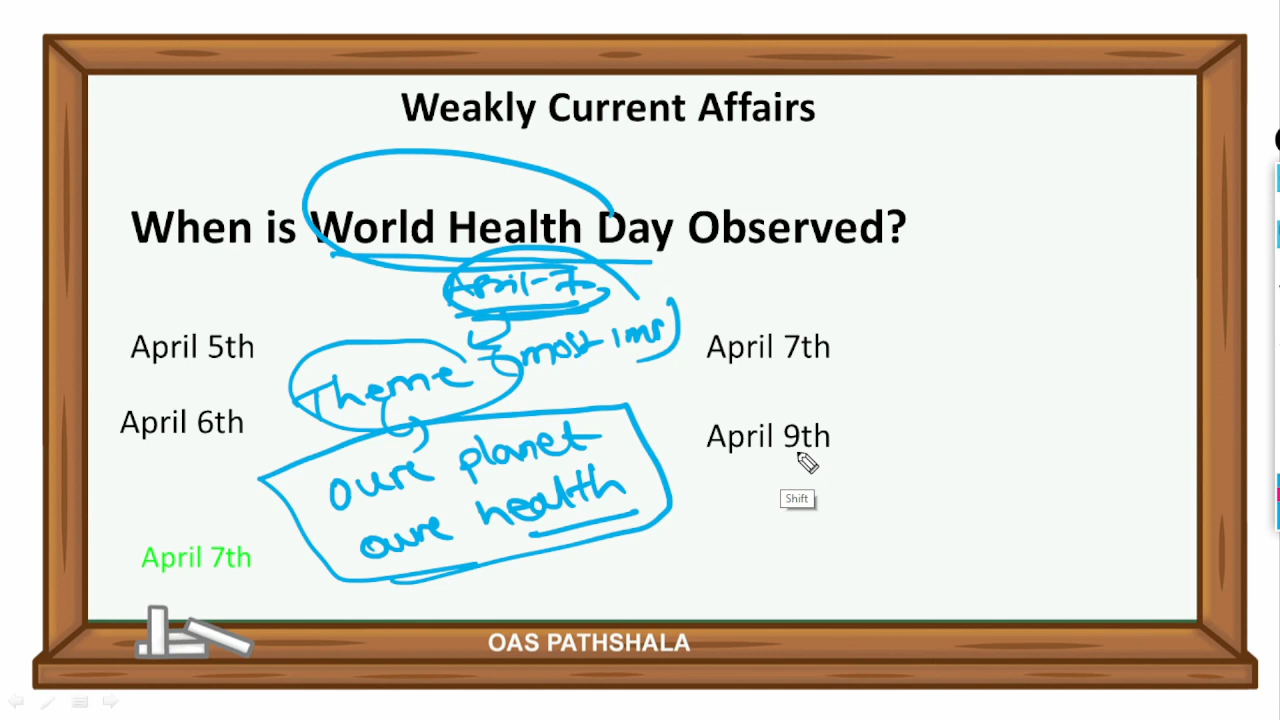 Weakly Current Affairs
When is World Health Day Observed?
April-7
most imp
April 5th
April 7th
Theme
April 6th
April 9th
oure planet
oure health
Shift
April 7th
OAS PATHSHALA